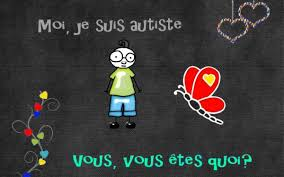 Moi, je suis autiste
Vous, vous êtes quoi?